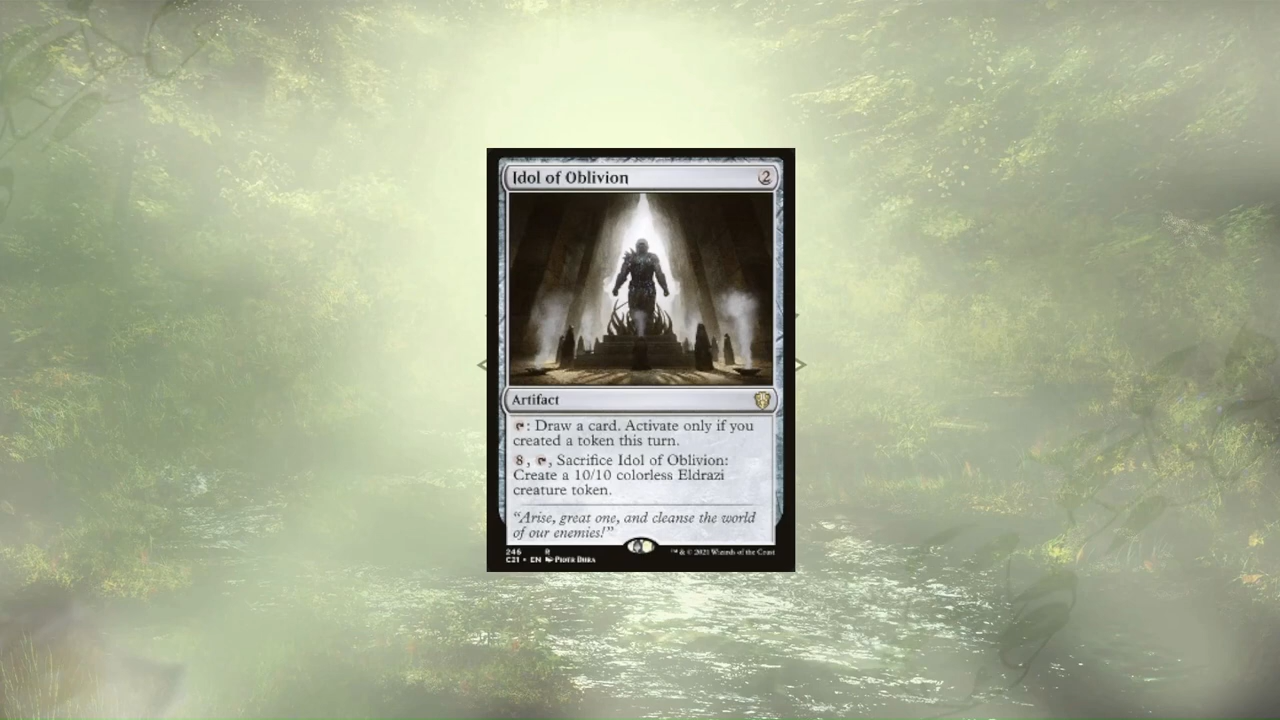 Idol of Oblivion 2
Artifact
: Draw a card. Activate only if you
created a token this turn.
8, , Sacrifice Idol of Oblivion:
Create a 10/10 colorless Eldrazi
creature token.
“Arise, great one, and cleanse the world
of our enemies!”
246 R
C21 • EN Piotr Dura
™ & © 2021 Wizards of the Coast